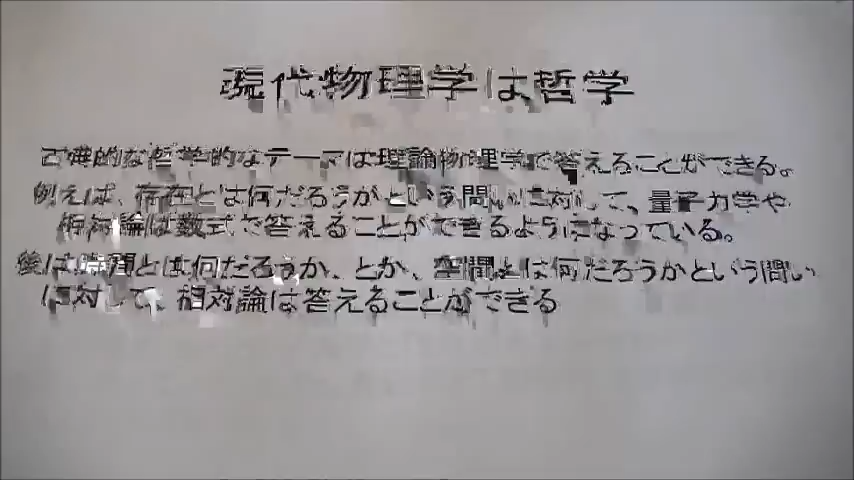 現代物理学は哲学
古典的な哲学的なテーマは理論物理学で答えることができる。
例えば、存在とは何だろうかという問いに対して、量子力学や
相対論は数式で答えることができるようになっている。
後は時間とは何だろうか、とか、空間とは何だろうかという問い
に対して、相対論は答えることができる